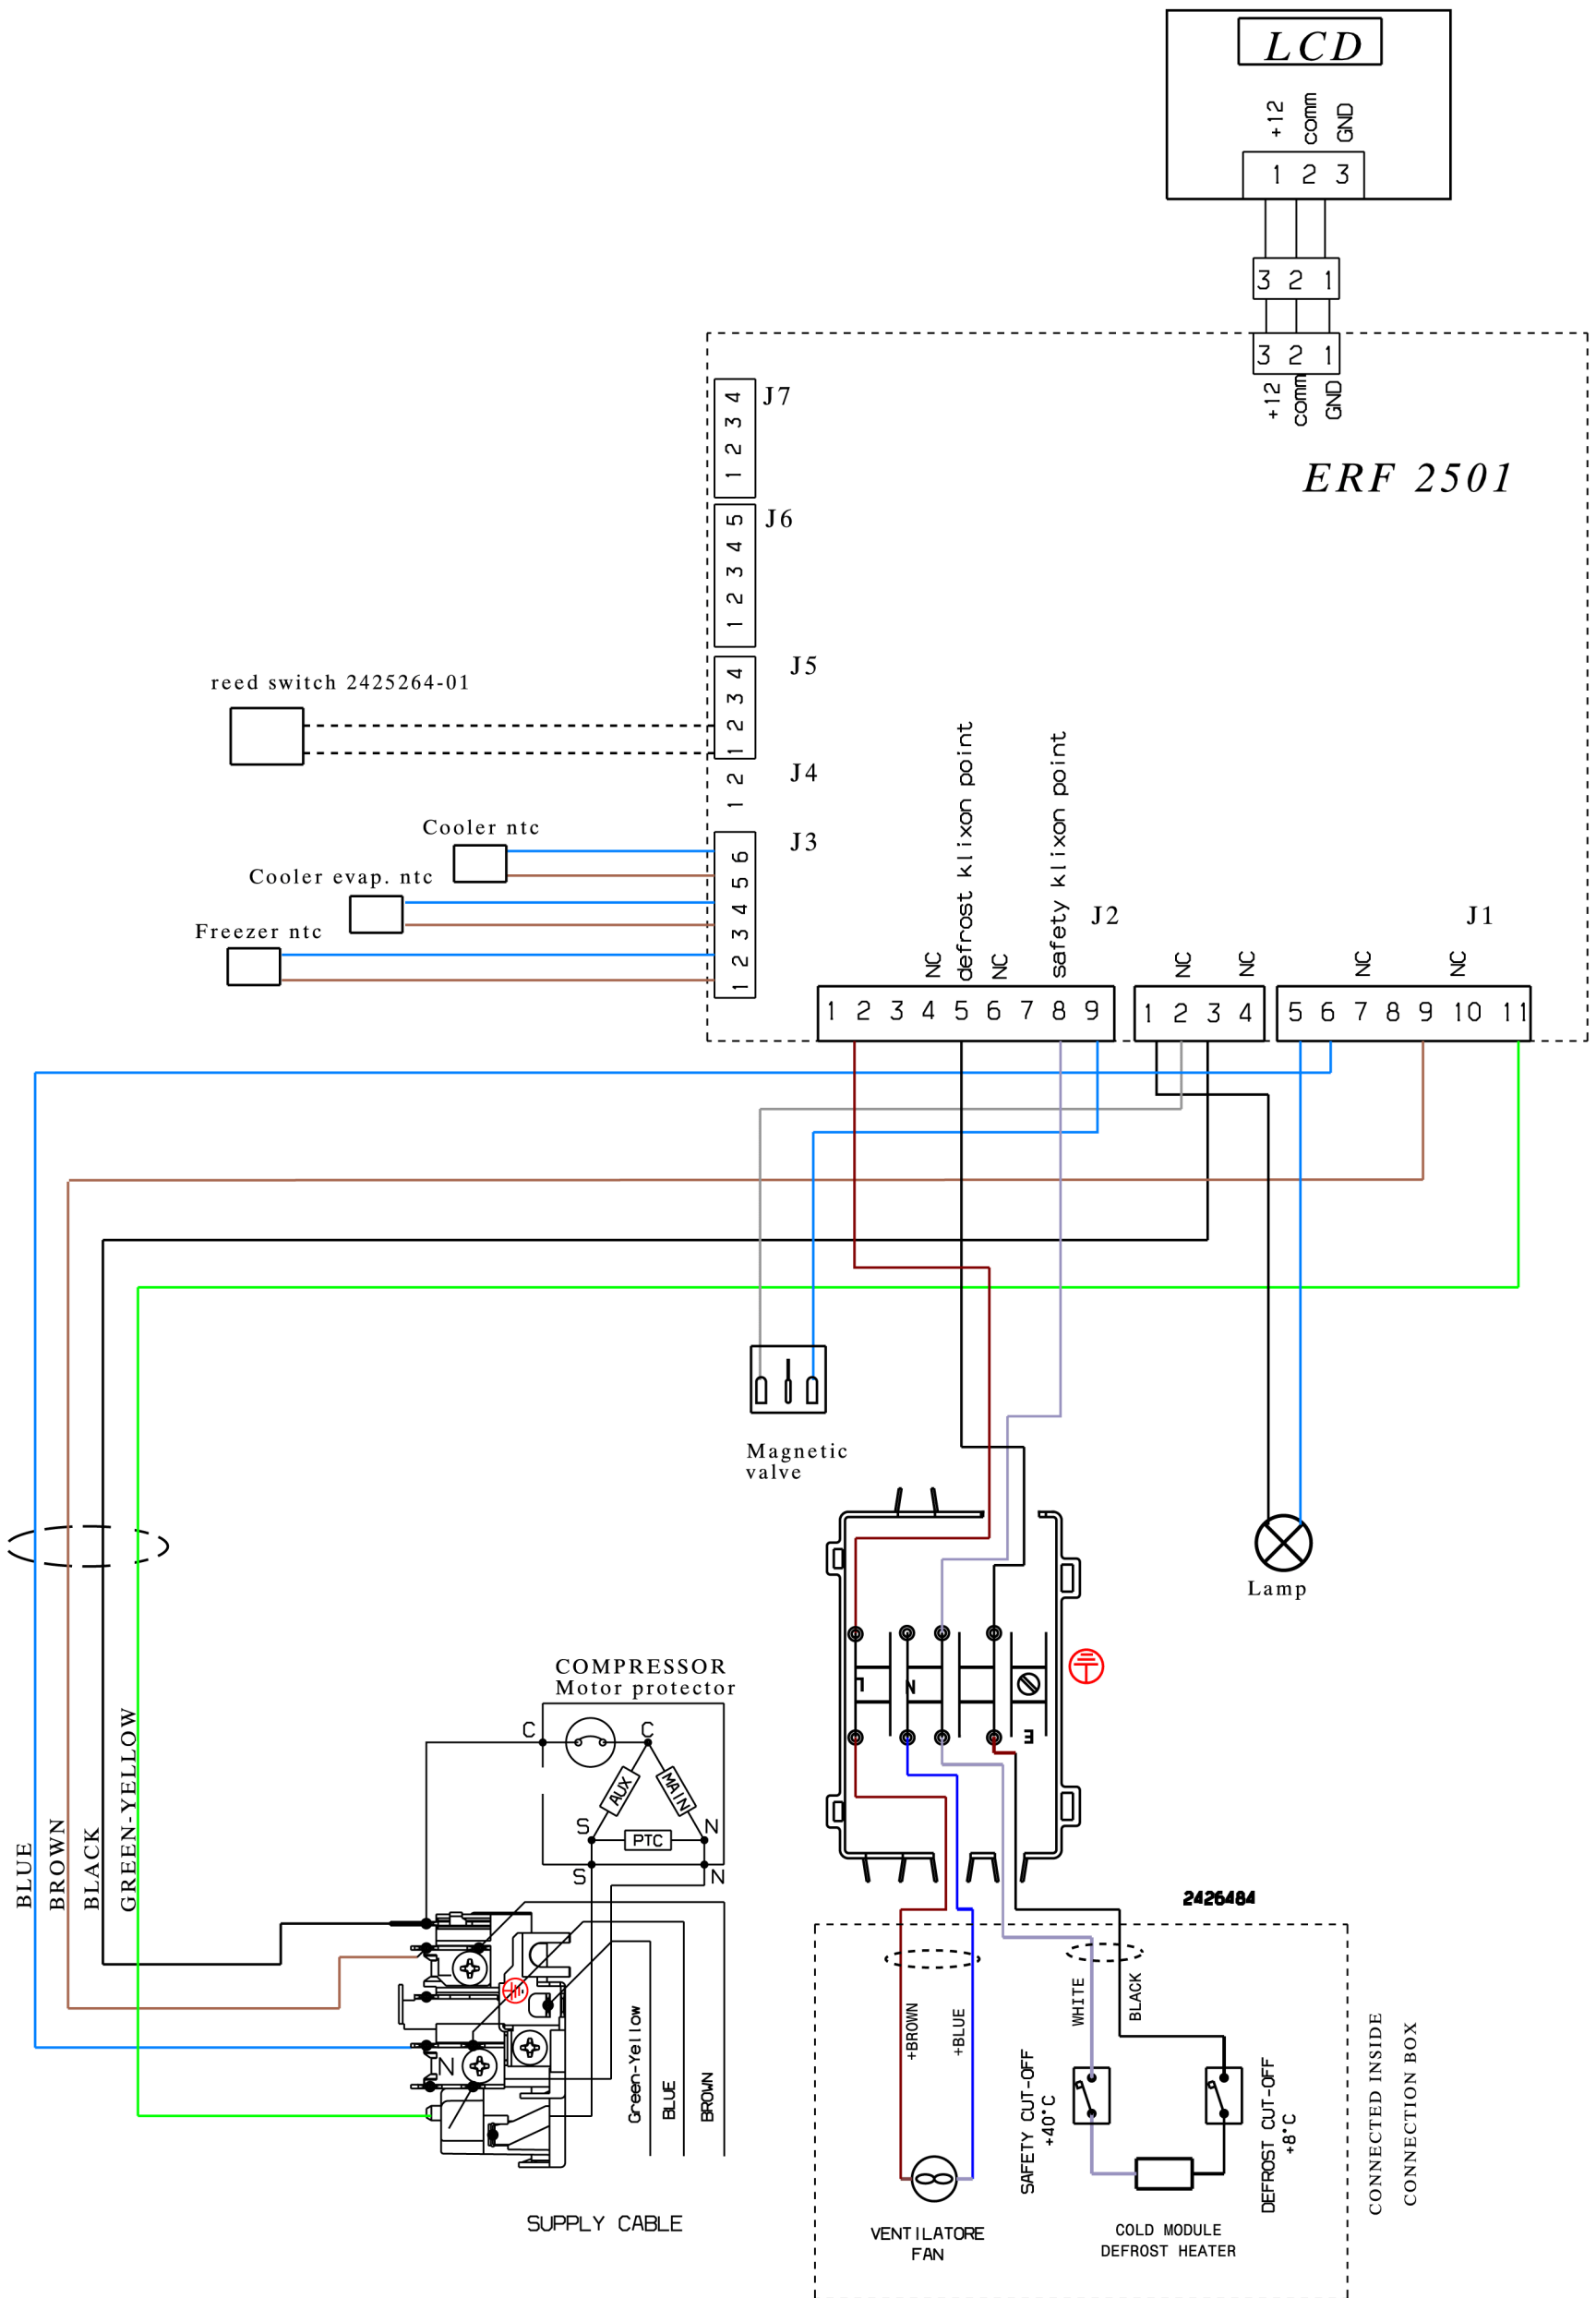 LCD
+12 comm GND
1 2 3
3 2 1
3 2 1
+12 comm GND
ERF 2501
J7
1 2 3 4
J6
1 2 3 4 5
J5
1 2 3 4
reed switch 2425264-01
J4
1 2
J3
1 2 3 4 5 6
Cooler ntc
Cooler evap. ntc
Freezer ntc
NC
defrost klixon point
NC
safety klixon point
J2
NC
NC
NC
NC
J1
1 2 3 4 5 6 7 8 9
1 2 3 4
5 6 7 8 9 10 11
Magnetic
valve
Lamp
COMPRESSOR
Motor protector
C
C
AUX
MAIN
S
PTC
N
S
N
L
N
E
BLUE
BROWN
BLACK
GREEN-YELLOW
N
Green-Yellow
BLUE
BROWN
SUPPLY CABLE
2426484
+BROWN
+BLUE
WHITE
BLACK
SAFETY CUT-OFF
+40°C
DEFROST CUT-OFF
+8°C
VENTILATORE
FAN
COLD MODULE
DEFROST HEATER
CONNECTED INSIDE
CONNECTION BOX